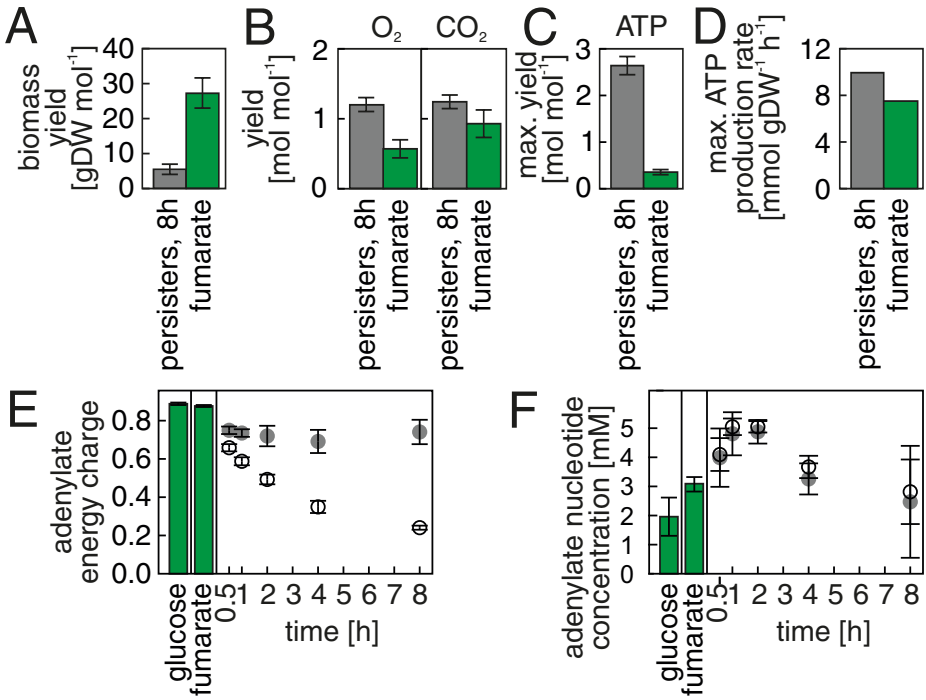 A
biomass
yield
[gDW mol⁻¹]
40
30
20
10
0
persisters, 8h
fumarate
B
O₂
CO₂
yield
[mol mol⁻¹]
2
1
0
persisters, 8h
fumarate
persisters, 8h
fumarate
C
ATP
max. yield
[mol mol⁻¹]
3
2
1
0
persisters, 8h
fumarate
D
max. ATP
production rate
[mmol gDW⁻¹ h⁻¹]
12
8
4
0
persisters, 8h
fumarate
E
adenylate
energy charge
0.8
0.6
0.4
0.2
0.0
glucose
fumarate
0.5
1
2
3
4
5
6
7
8
time [h]
F
adenylate nucleotide
concentration [mM]
5
4
3
2
1
0
glucose
fumarate
0.5
1
2
3
4
5
6
7
8
time [h]